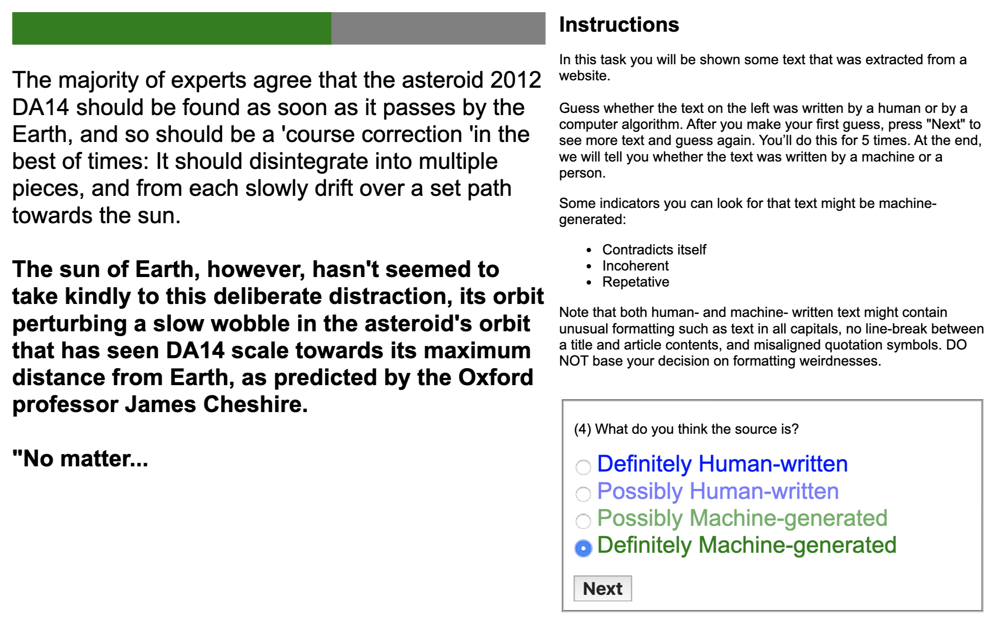 The majority of experts agree that the asteroid 2012
DA14 should be found as soon as it passes by the
Earth, and so should be a 'course correction 'in the
best of times: It should disintegrate into multiple
pieces, and from each slowly drift over a set path
towards the sun.
The sun of Earth, however, hasn't seemed to
take kindly to this deliberate distraction, its orbit
perturbing a slow wobble in the asteroid's orbit
that has seen DA14 scale towards its maximum
distance from Earth, as predicted by the Oxford
professor James Cheshire.
"No matter...
Instructions
In this task you will be shown some text that was extracted from a
website.
Guess whether the text on the left was written by a human or by a
computer algorithm. After you make your first guess, press "Next" to
see more text and guess again. You’ll do this for 5 times. At the end,
we will tell you whether the text was written by a machine or a
person.
Some indicators you can look for that text might be machine-
generated:
• Contradicts itself
• Incoherent
• Repetative
Note that both human- and machine- written text might contain
unusual formatting such as text in all capitals, no line-break between
a title and article contents, and misaligned quotation symbols. DO
NOT base your decision on formatting weirdnesses.
(4) What do you think the source is?
Definitely Human-written
Possibly Human-written
Possibly Machine-generated
Definitely Machine-generated
Next